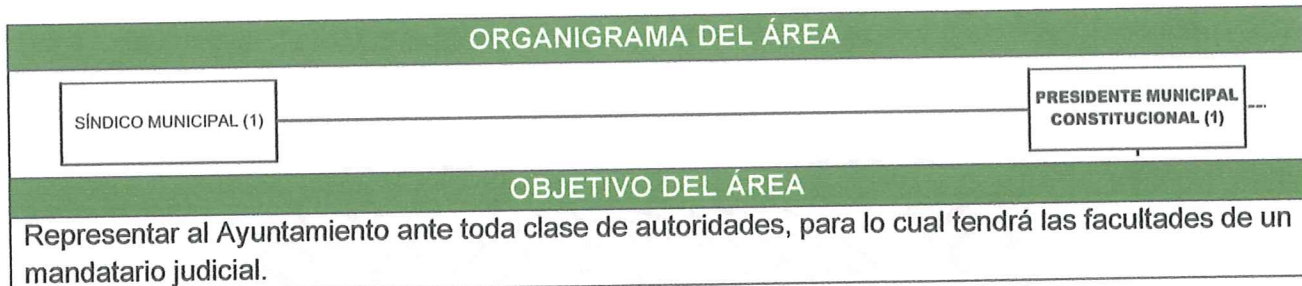 ORGANIGRAMA DEL ÁREA
SÍNDICO MUNICIPAL (1)
PRESIDENTE MUNICIPAL
CONSTITUCIONAL (1)
OBJETIVO DEL ÁREA
Representar al Ayuntamiento ante toda clase de autoridades, para lo cual tendrá las facultades de un
mandatario judicial.